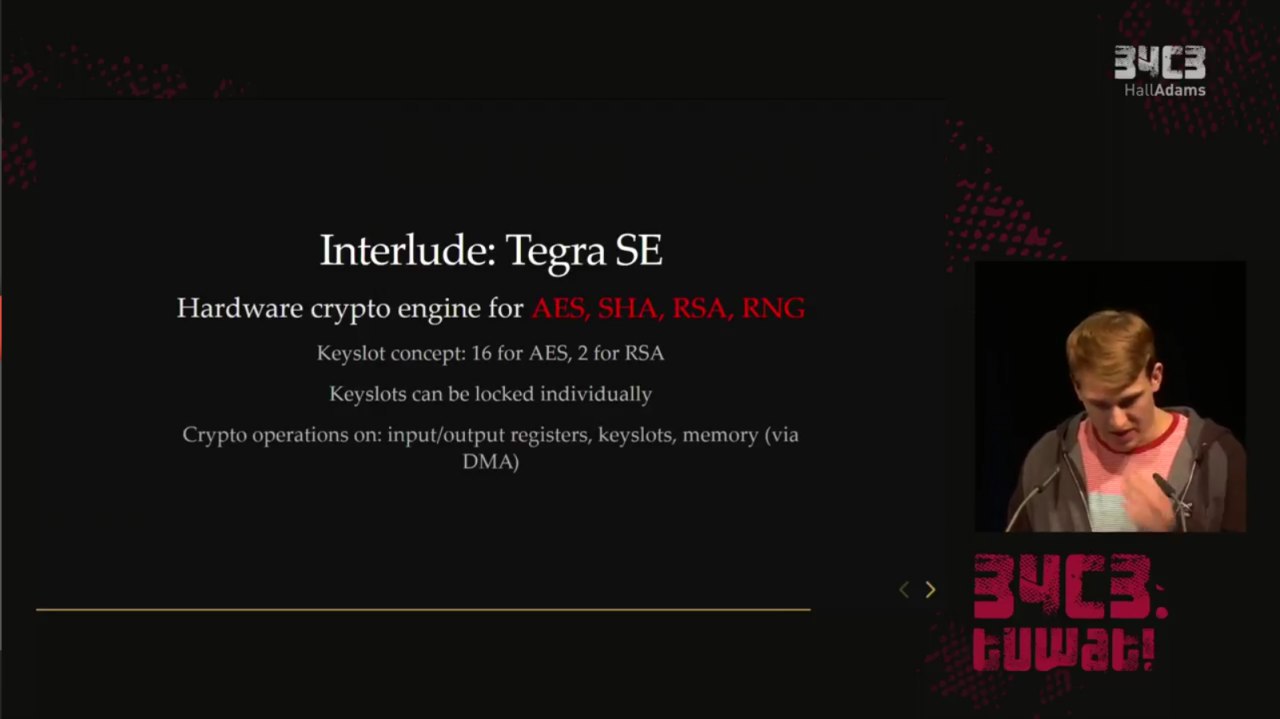 34C3
HallAdams
Interlude: Tegra SE
Hardware crypto engine for AES, SHA, RSA, RNG
Keyslot concept: 16 for AES, 2 for RSA
Keyslots can be locked individually
Crypto operations on: input/output registers, keyslots, memory (via
DMA)
34C3.
tuwat!